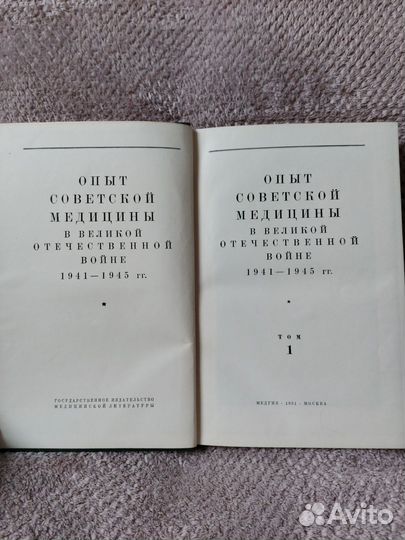 ОПЫТ
СОВЕТСКОЙ
МЕДИЦИНЫ
В ВЕЛИКОЙ
ОТЕЧЕСТВЕННОЙ
ВОЙНЕ
1941—1945 гг.
ГОСУДАРСТВЕННОЕ ИЗДАТЕЛЬСТВО
МЕДИЦИНСКОЙ ЛИТЕРАТУРЫ
ОПЫТ
СОВЕТСКОЙ
МЕДИЦИНЫ
В ВЕЛИКОЙ
ОТЕЧЕСТВЕННОЙ
ВОЙНЕ
1941—1945 гг.
ТОМ
1
МЕДГИЗ · 1951 · МОСКВА
Avito